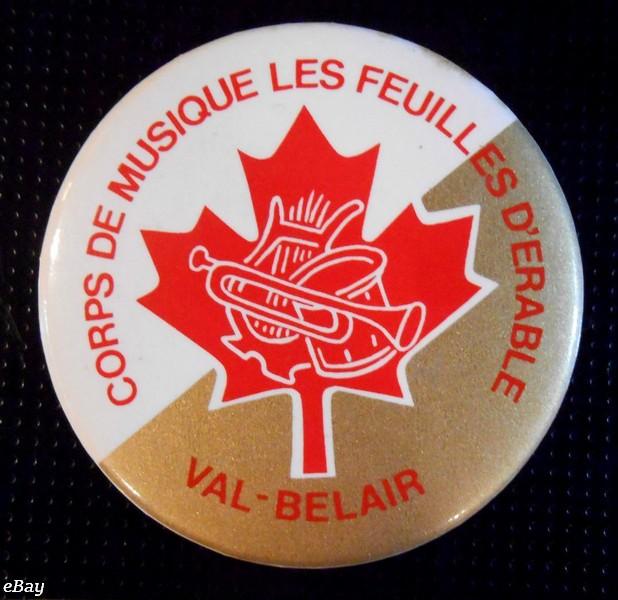 CORPS DE MUSIQUE LES FEUILLES D'ERABLE
VAL-BELAIR
eBay